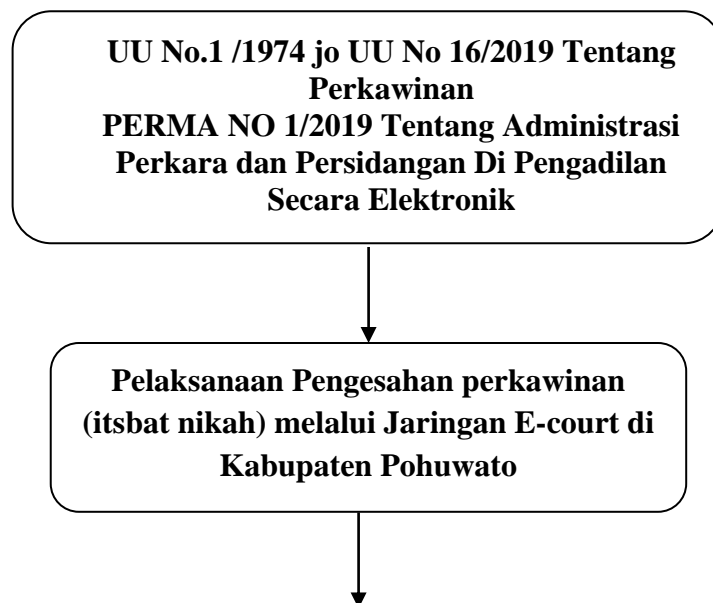 UU No.1 /1974 jo UU No 16/2019 Tentang
Perkawinan
PERMA NO 1/2019 Tentang Administrasi
Perkara dan Persidangan Di Pengadilan
Secara Elektronik
Pelaksanaan Pengesahan perkawinan
(itsbat nikah) melalui Jaringan E-court di
Kabupaten Pohuwato